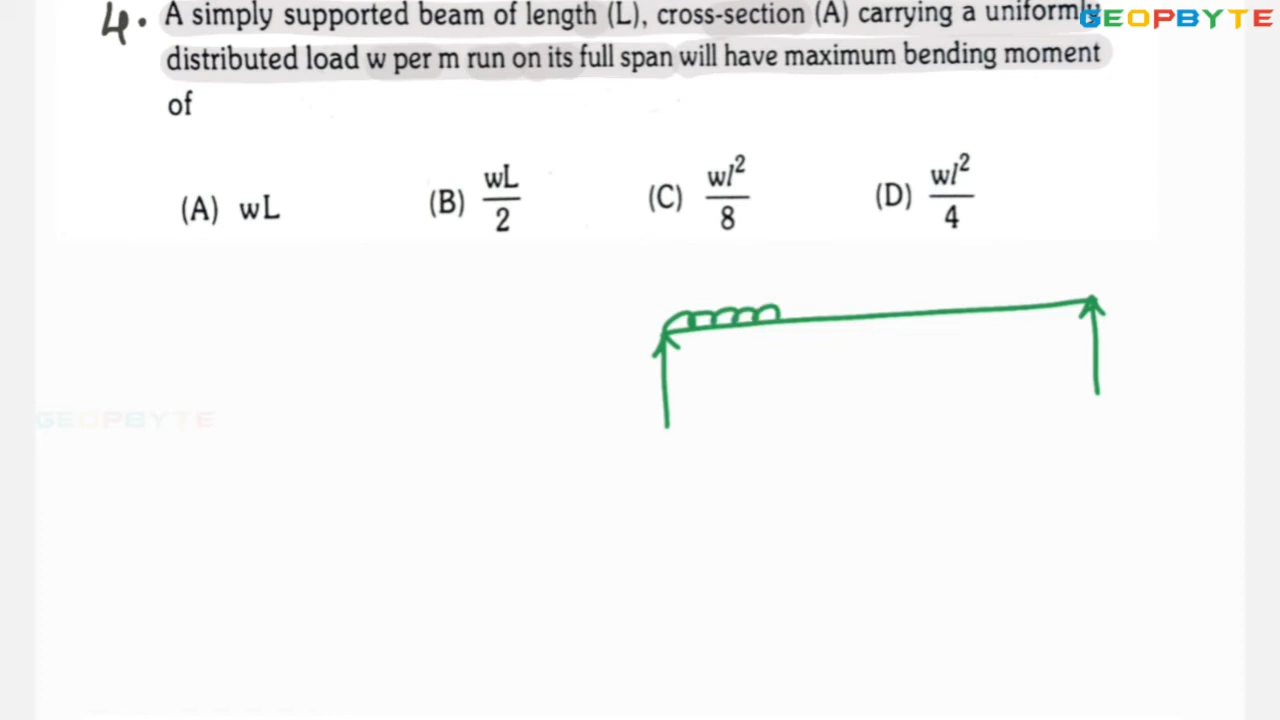 4. A simply supported beam of length (L), cross-section (A) carrying a uniformly
GEOPBYTE
distributed load w per m run on its full span will have maximum bending moment
of
(A) wL (B) wL/2 (C) wl²/8 (D) wl²/4
GEOPBYTE